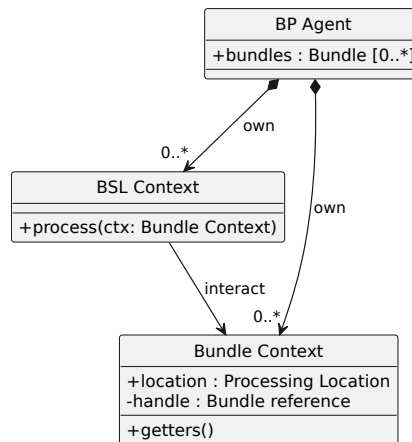 BP Agent
+bundles : Bundle [0..*]
own
0..*
BSL Context
+process(ctx: Bundle Context)
own
interact
0..*
Bundle Context
+location : Processing Location
-handle : Bundle reference
+getters()